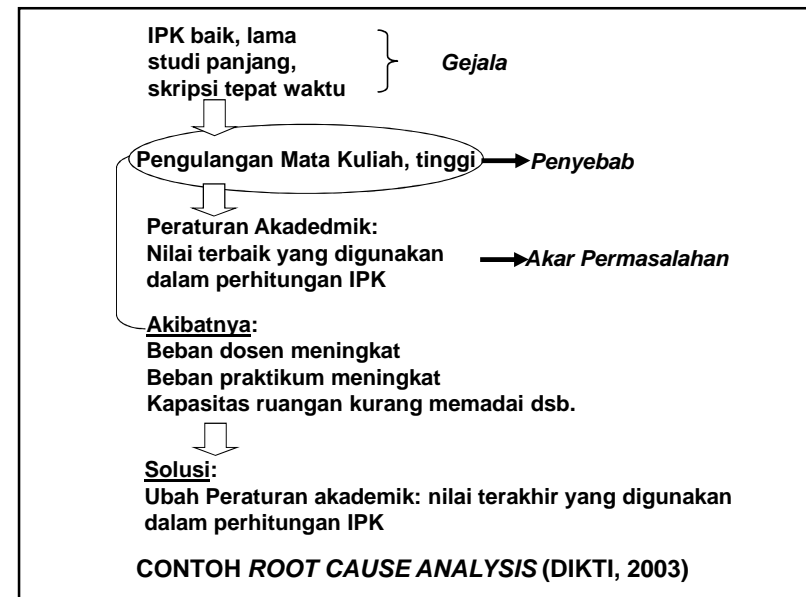 IPK baik, lama
studi panjang,
skripsi tepat waktu
Gejala
Pengulangan Mata Kuliah, tinggi
Penyebab
Peraturan Akadedmik:
Nilai terbaik yang digunakan
dalam perhitungan IPK
Akar Permasalahan
Akibatnya:
Beban dosen meningkat
Beban praktikum meningkat
Kapasitas ruangan kurang memadai dsb.
Solusi:
Ubah Peraturan akademik: nilai terakhir yang digunakan
dalam perhitungan IPK
CONTOH ROOT CAUSE ANALYSIS (DIKTI, 2003)